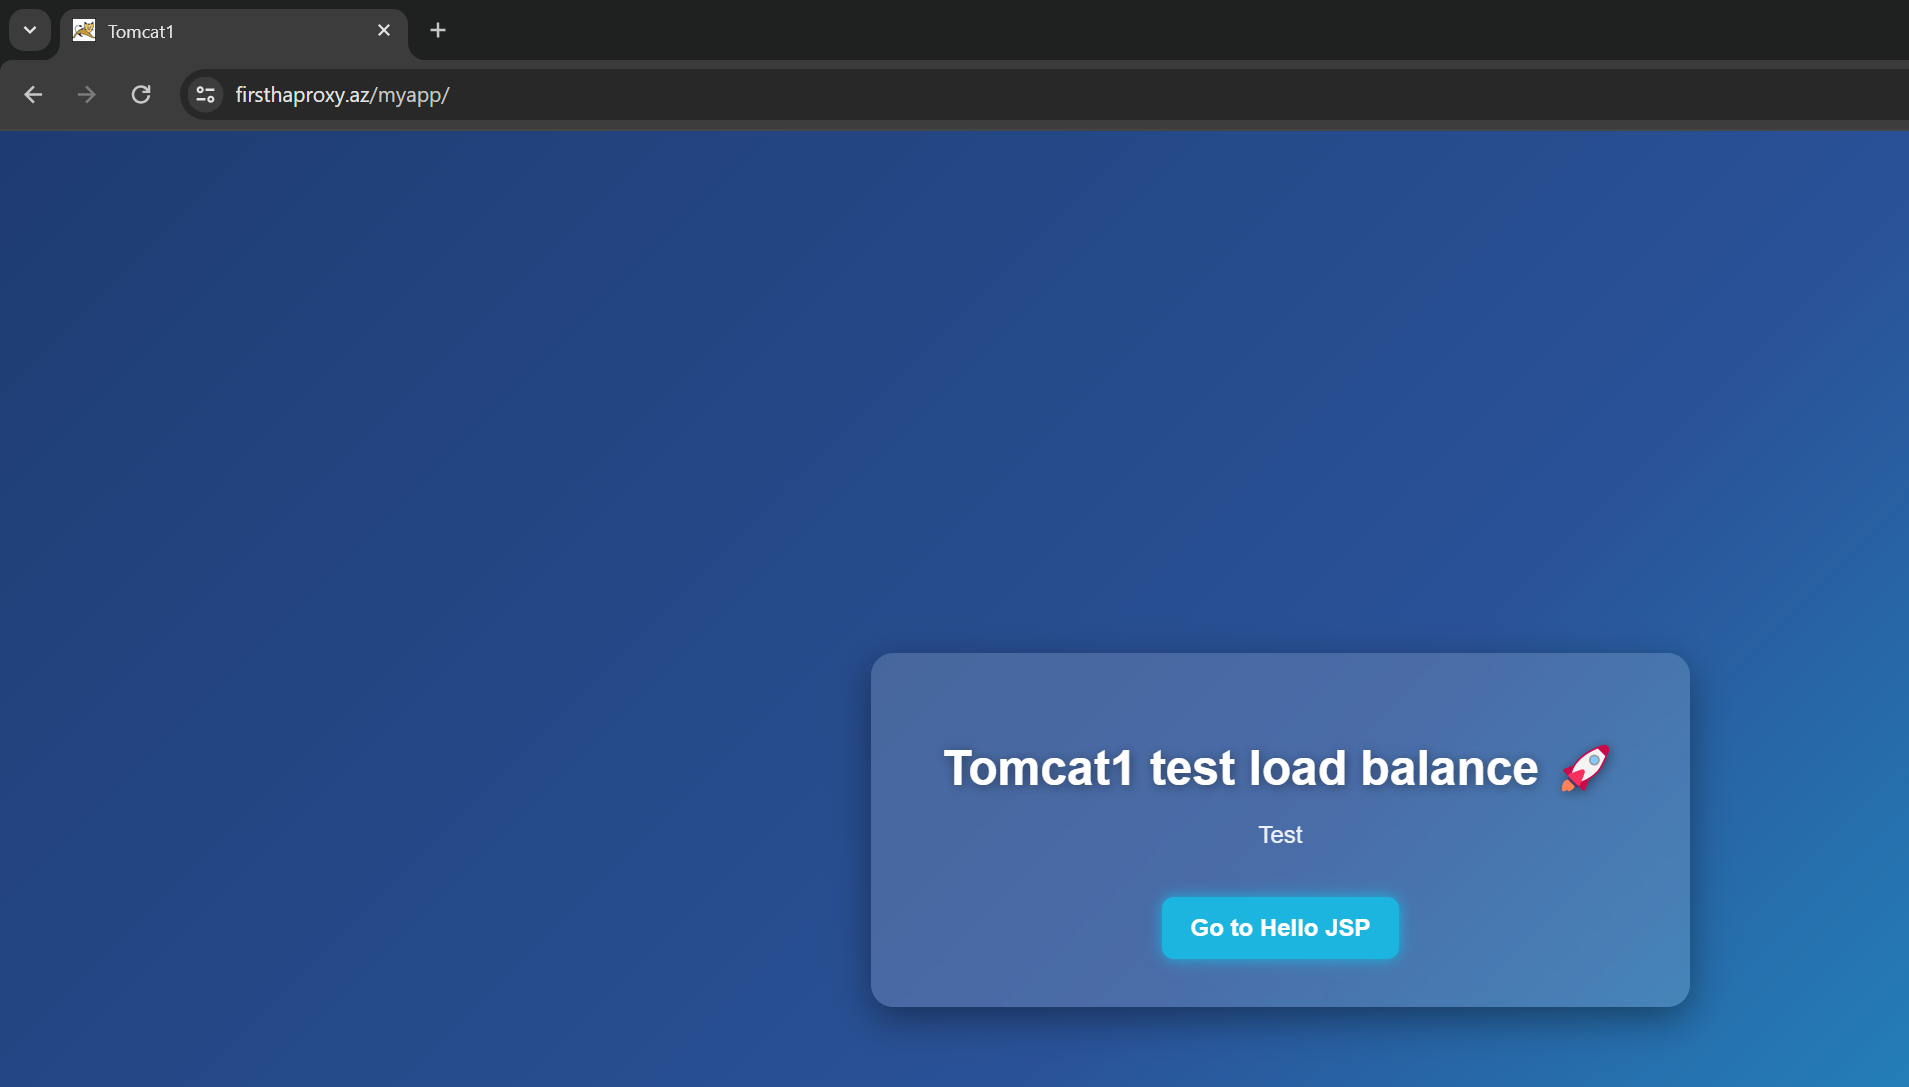 Tomcat1
firsthaproxy.az/myapp/
Tomcat1 test load balance 🚀
Test
Go to Hello JSP